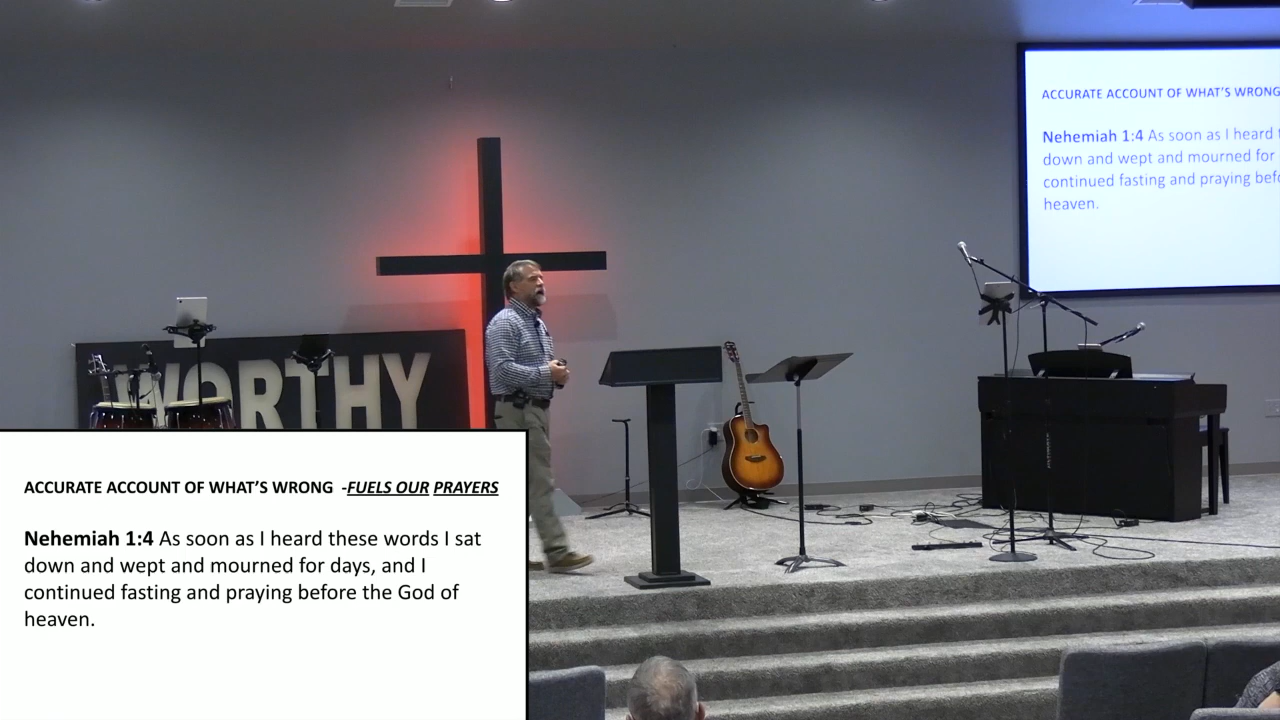 ACCURATE ACCOUNT OF WHAT'S WRONG
Nehemiah 1:4 As soon as I heard
down and wept and mourned for
continued fasting and praying
heaven.
WORTHY
ACCURATE ACCOUNT OF WHAT'S WRONG -FUELS OUR PRAYERS
Nehemiah 1:4 As soon as I heard these words I sat
down and wept and mourned for days, and I
continued fasting and praying before the God of
heaven.